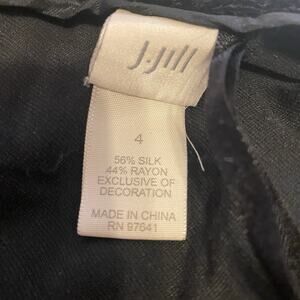 J.Jill
4
56% SILK
44% RAYON
EXCLUSIVE OF
DECORATION
MADE IN CHINA
RN 97641